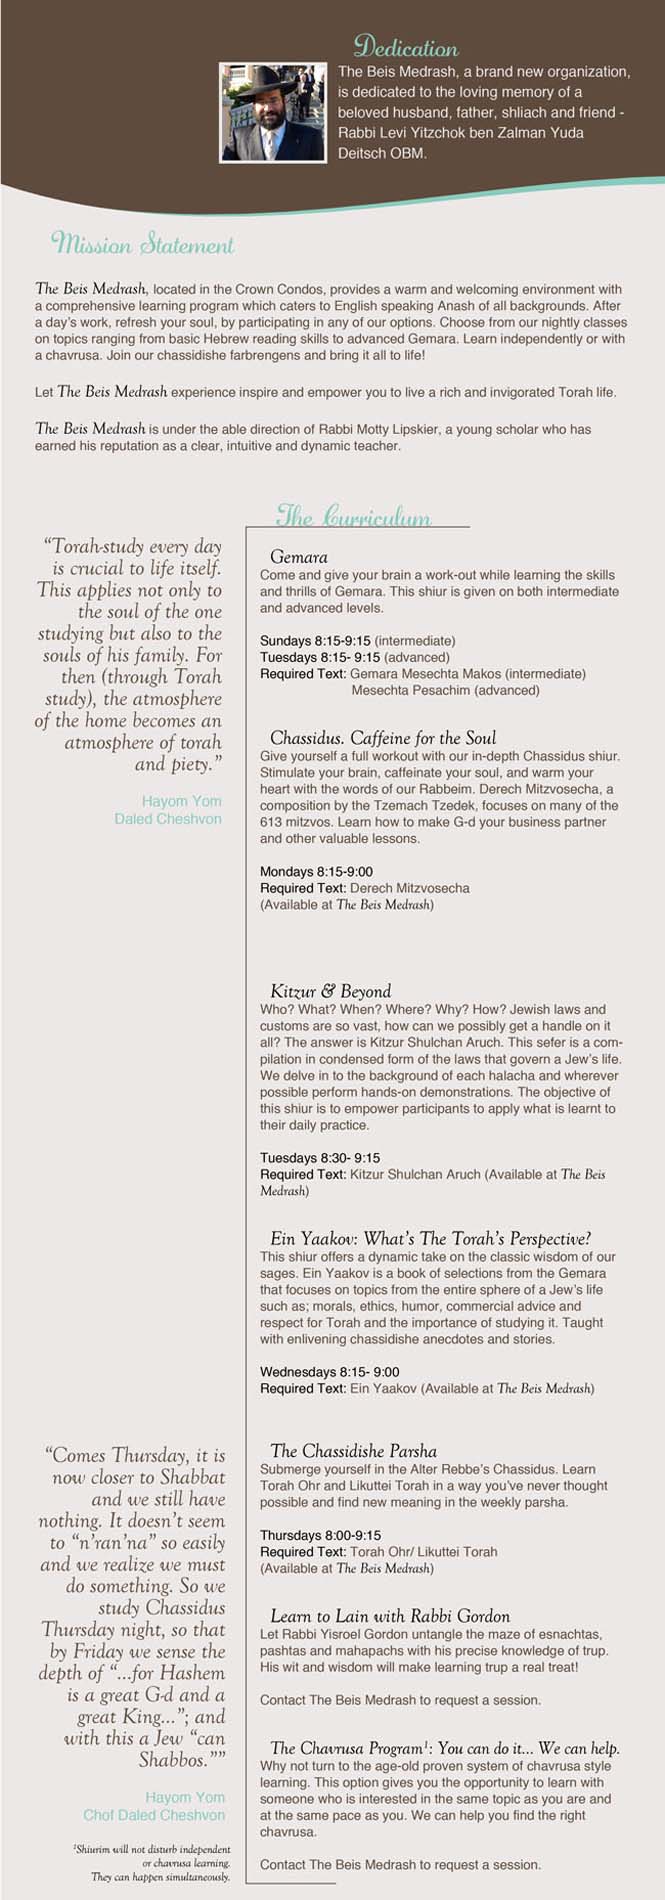 Dedication
The Beis Medrash, a brand new organization,
is dedicated to the loving memory of a
beloved husband, father, shliach and friend -
Rabbi Levi Yitzchok ben Zalman Yuda
Deitsch OBM.
Mission Statement
The Beis Medrash, located in the Crown Condos, provides a warm and welcoming environment with
a comprehensive learning program which caters to English speaking Anash of all backgrounds. After
a day's work, refresh your soul, by participating in any of our options. Choose from our nightly classes
on topics ranging from basic Hebrew reading skills to advanced Gemara. Learn independently or with
a chavrusa. Join our chassidishe farbrengens and bring it all to life!
Let The Beis Medrash experience inspire and empower you to live a rich and invigorated Torah life.
The Beis Medrash is under the able direction of Rabbi Motty Lipskier, a young scholar who has
earned his reputation as a clear, intuitive and dynamic teacher.
The Curriculum
"Torah-study every day
is crucial to life itself.
This applies not only to
the soul of the one
studying but also to the
souls of his family. For
then (through Torah
study), the atmosphere
of the home becomes an
atmosphere of torah
and piety."
Hayom Yom
Daled Cheshvon
Gemara
Come and give your brain a work-out while learning the skills
and thrills of Gemara. This shiur is given on both intermediate
and advanced levels.
Sundays 8:15-9:15 (intermediate)
Tuesdays 8:15- 9:15 (advanced)
Required Text: Gemara Mesechta Makos (intermediate)
Mesechta Pesachim (advanced)
Chassidus. Caffeine for the Soul
Give yourself a full workout with our in-depth Chassidus shiur.
Stimulate your brain, caffeinate your soul, and warm your
heart with the words of our Rabbeim. Derech Mitzvosecha, a
composition by the Tzemach Tzedek, focuses on many of the
613 mitzvos. Learn how to make G-d your business partner
and other valuable lessons.
Mondays 8:15-9:00
Required Text: Derech Mitzvosecha
(Available at The Beis Medrash)
Kitzur & Beyond
Who? What? When? Where? Why? How? Jewish laws and
customs are so vast, how can we possibly get a handle on it
all? The answer is Kitzur Shulchan Aruch. This sefer is a com-
pilation in condensed form of the laws that govern a Jew's life.
We delve in to the background of each halacha and wherever
possible perform hands-on demonstrations. The objective of
this shiur is to empower participants to apply what is learnt to
their daily practice.
Tuesdays 8:30- 9:15
Required Text: Kitzur Shulchan Aruch (Available at The Beis
Medrash)
Ein Yaakov: What's The Torah's Perspective?
This shiur offers a dynamic take on the classic wisdom of our
sages. Ein Yaakov is a book of selections from the Gemara
that focuses on topics from the entire sphere of a Jew's life
such as; morals, ethics, humor, commercial advice and
respect for Torah and the importance of studying it. Taught
with enlivening chassidishe anecdotes and stories.
Wednesdays 8:15- 9:00
Required Text: Ein Yaakov (Available at The Beis Medrash)
"Comes Thursday, it is
now closer to Shabbat
and we still have
nothing. It doesn't seem
to "n'ran'na" so easily
and we realize we must
do something. So we
study Chassidus
Thursday night, so that
by Friday we sense the
depth of "...for Hashem
is a great G-d and a
great King..."; and
with this a Jew "can
Shabbos.""
Hayom Yom
Chof Daled Cheshvon
¹Shiurim will not disturb independent
or chavrusa learning.
They can happen simultaneously.
The Chassidishe Parsha
Submerge yourself in the Alter Rebbe's Chassidus. Learn
Torah Ohr and Likuttei Torah in a way you've never thought
possible and find new meaning in the weekly parsha.
Thursdays 8:00-9:15
Required Text: Torah Ohr/ Likuttei Torah
(Available at The Beis Medrash)
Learn to Lain with Rabbi Gordon
Let Rabbi Yisroel Gordon untangle the maze of esnachtas,
pashtas and mahapachs with his precise knowledge of trup.
His wit and wisdom will make learning trup a real treat!
Contact The Beis Medrash to request a session.
The Chavrusa Program¹: You can do it... We can help.
Why not turn to the age-old proven system of chavrusa style
learning. This option gives you the opportunity to learn with
someone who is interested in the same topic as you are and
at the same pace as you. We can help you find the right
chavrusa.
Contact The Beis Medrash to request a session.